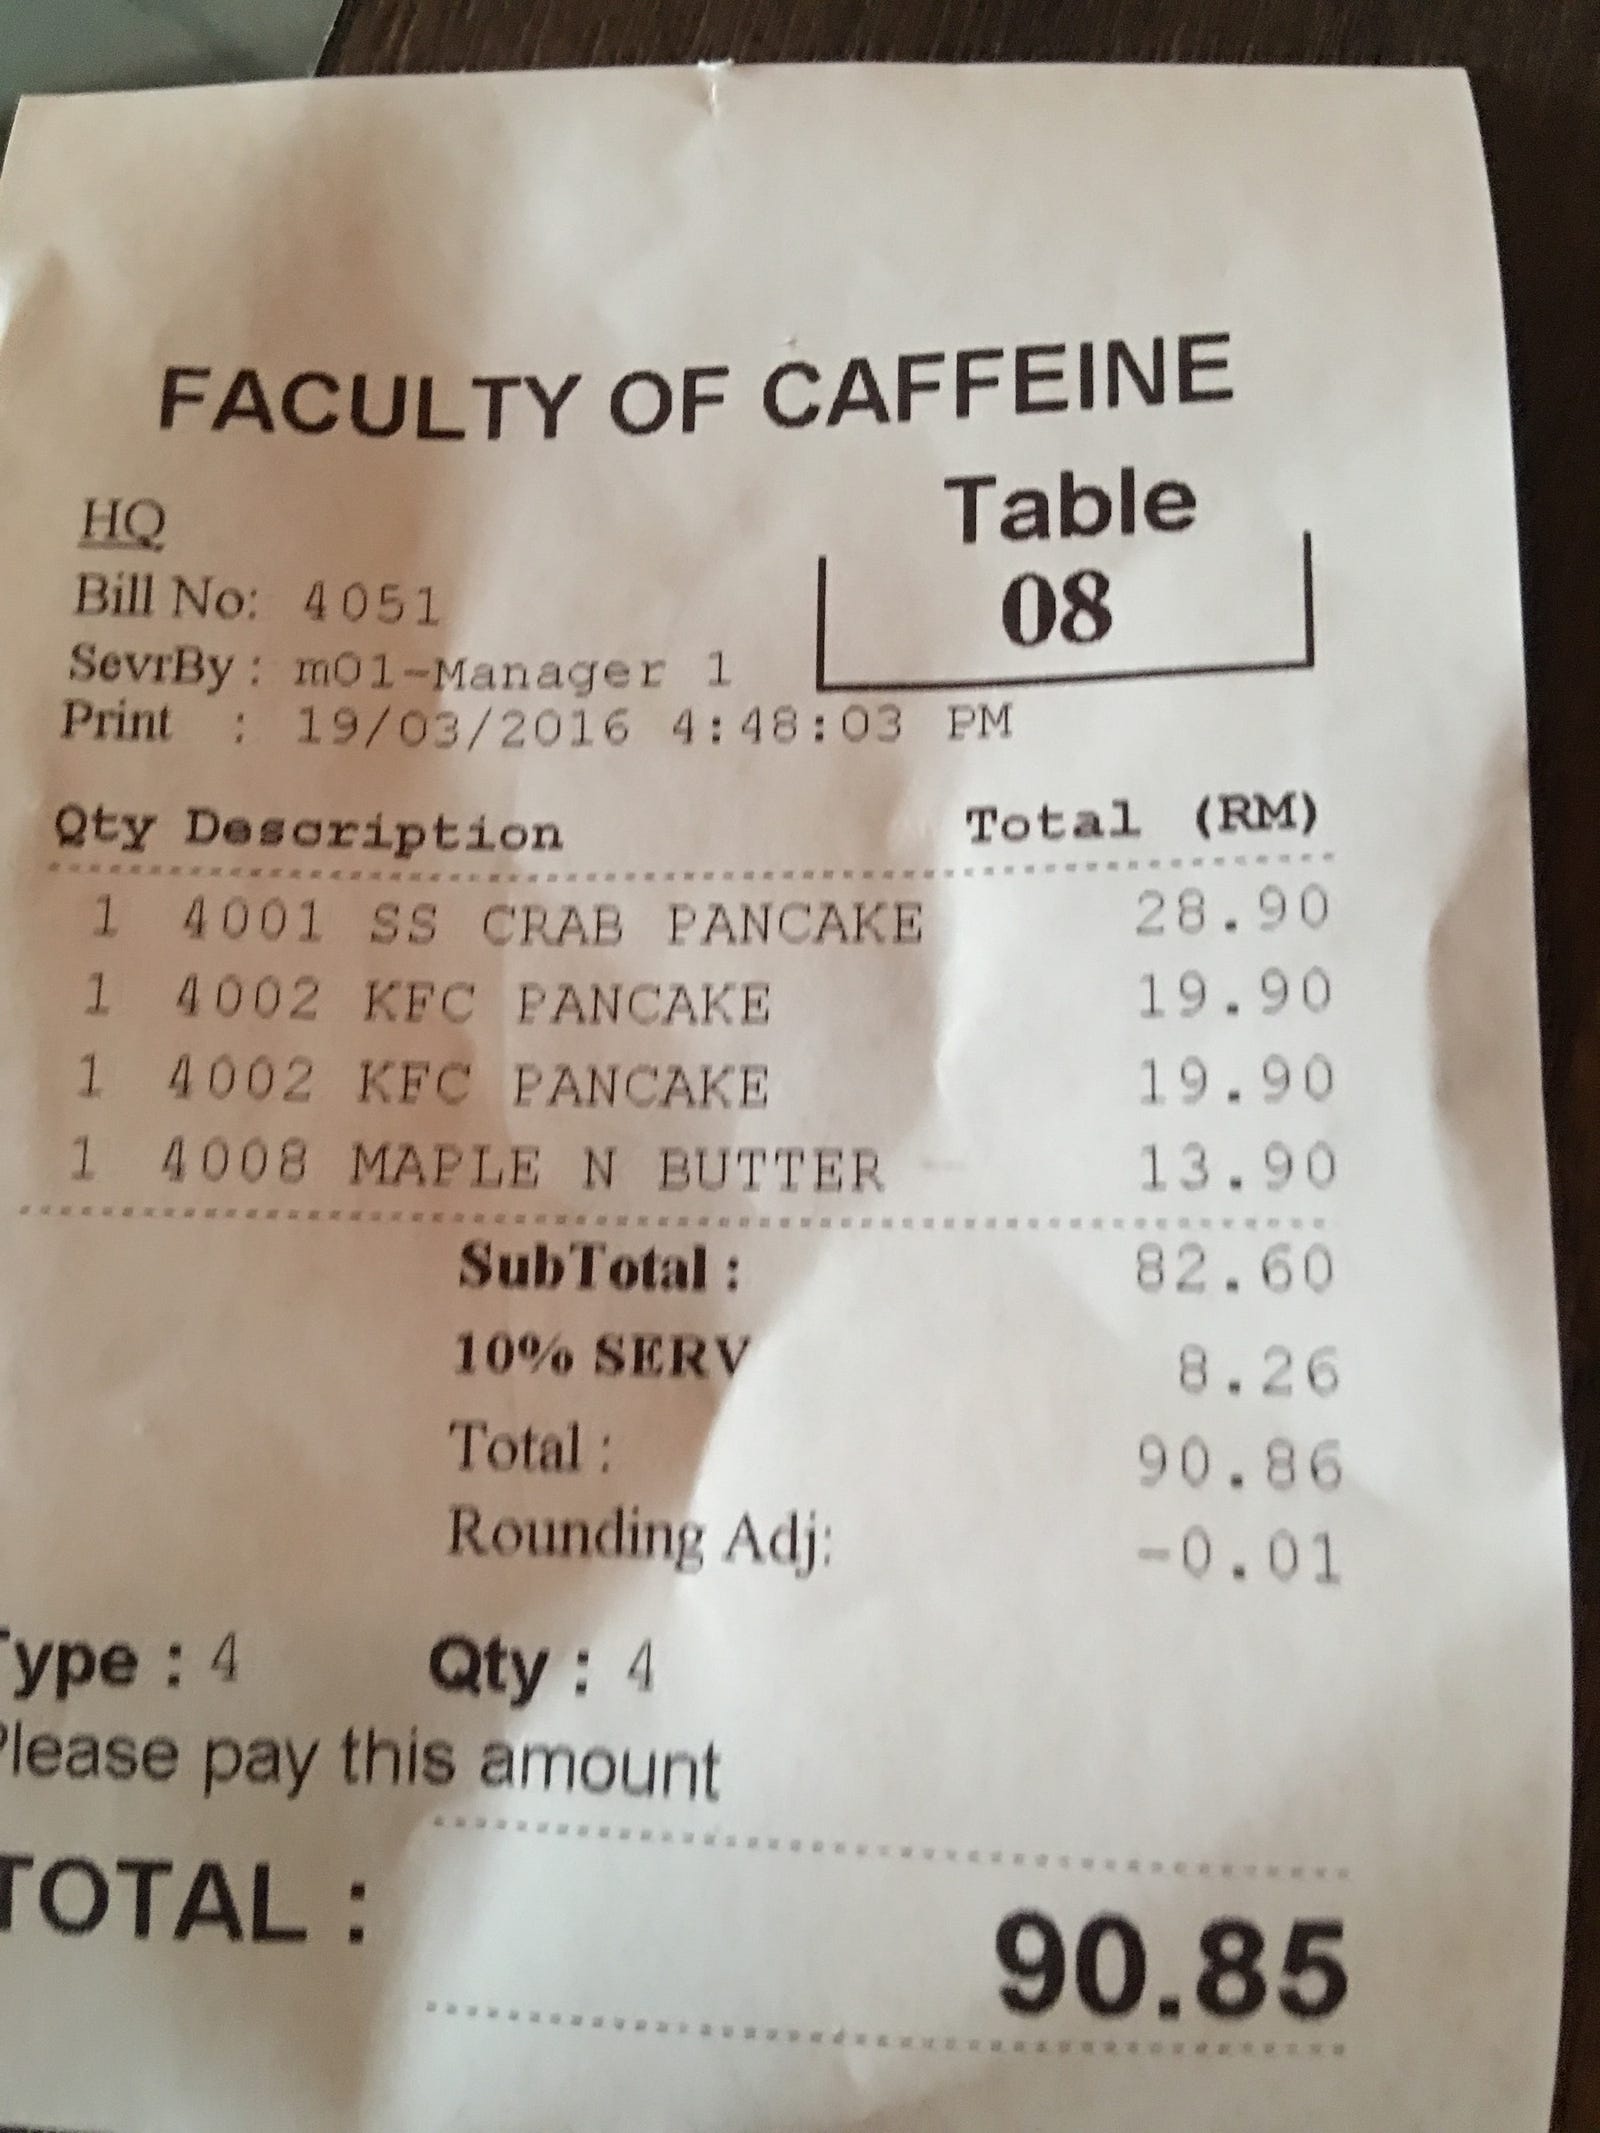 FACULTY OF CAFFEINE
Table
HQ
08
Bill No: 4051
SevrBy : m01-Manager 1
Print : 19/03/2016 4:48:03 PM
Qty Description Total (RM)
1 4001 SS CRAB PANCAKE 28.90
1 4002 KFC PANCAKE 19.90
1 4002 KFC PANCAKE 19.90
1 4008 MAPLE N BUTTER 13.90
SubTotal : 82.60
10% SERV 8.26
Total : 90.86
Rounding Adj: -0.01
Type : 4 Qty : 4
Please pay this amount
TOTAL : 90.85